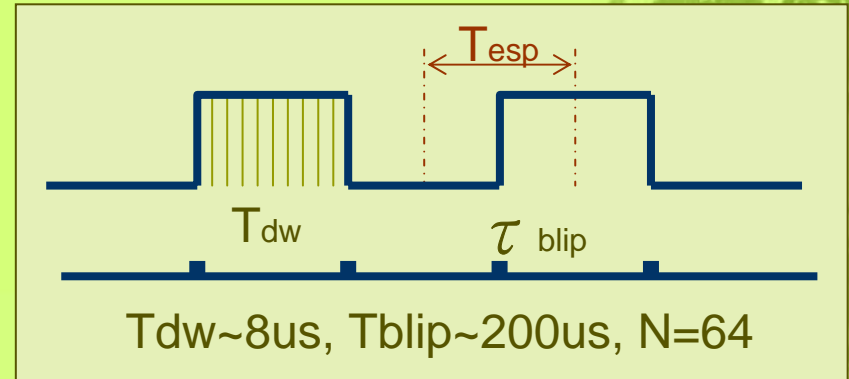 Tesp
Tdw
τ blip
Tdw~8us, Tblip~200us, N=64